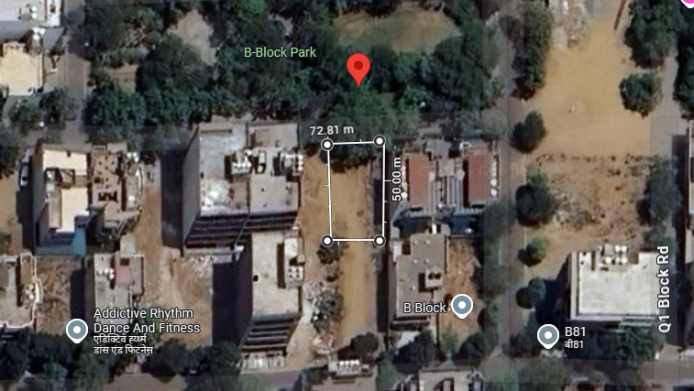 B-Block Park
72.81 m
50.00 m
B Block
Q1 Block Rd
Addictive Rhythm
Dance And Fitness
एडिक्टिव रिथ्म
डांस एंड फिटनेस
B81
बी81